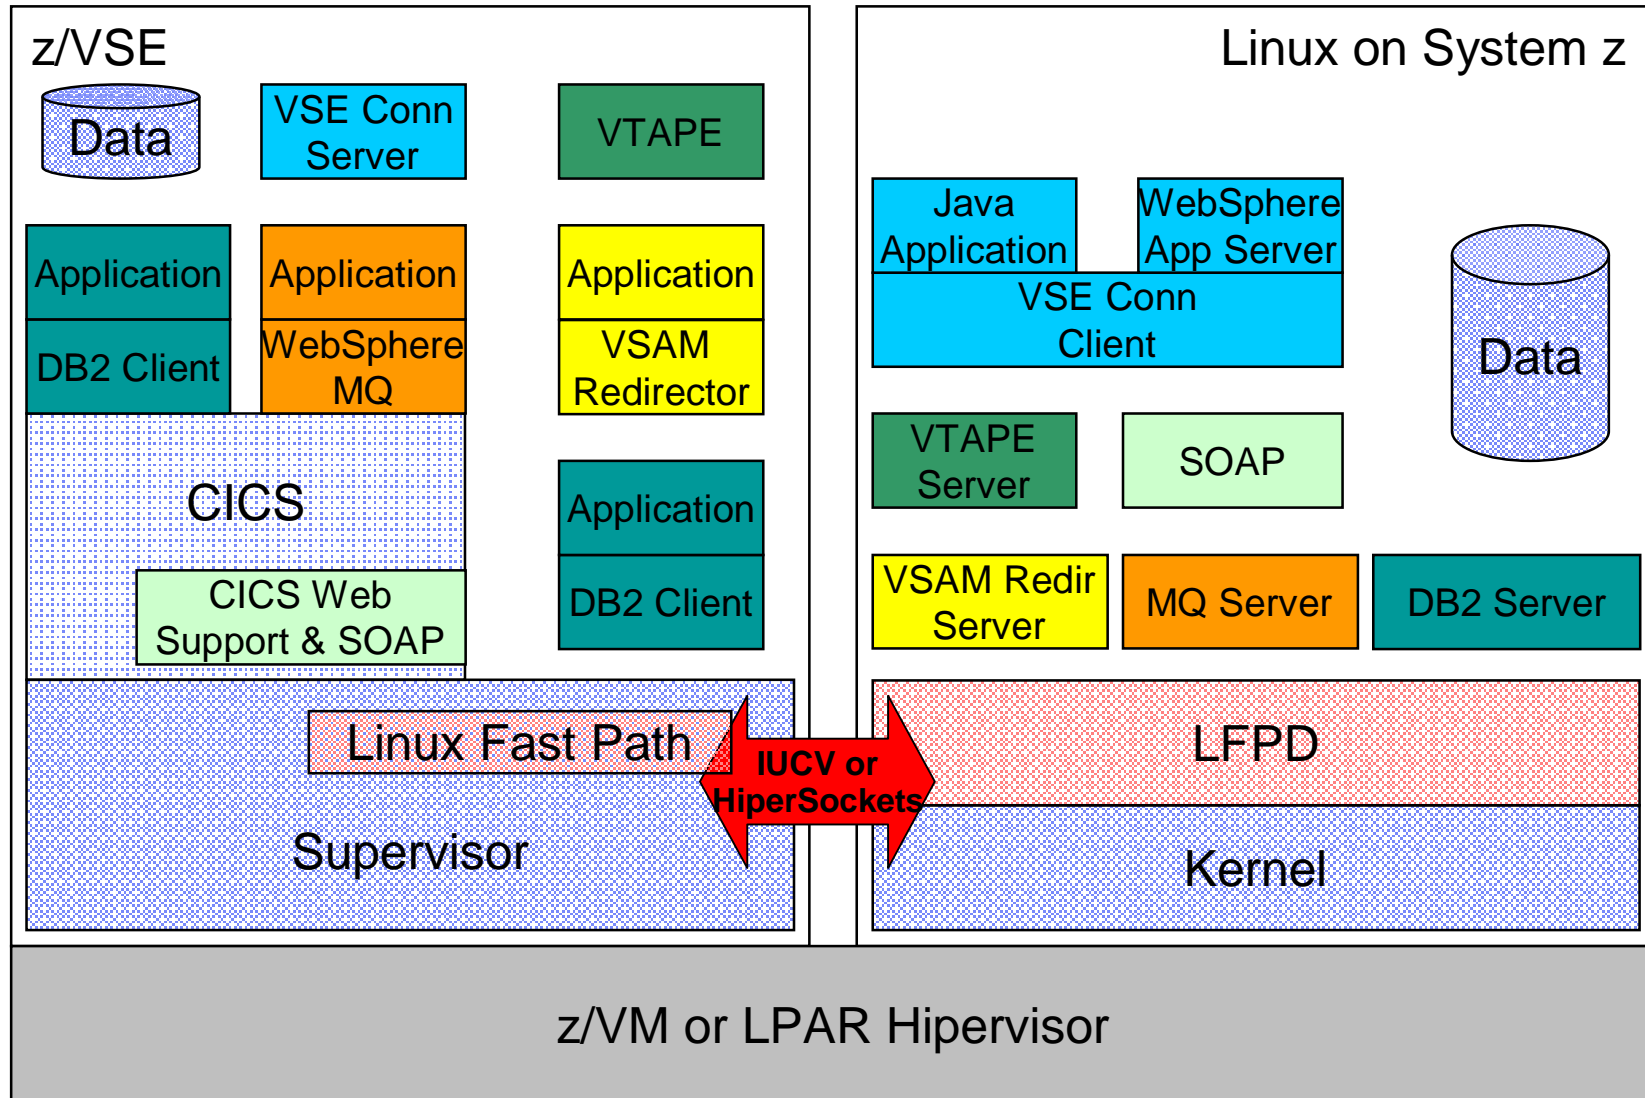 z/VSE
Data
VSE Conn
Server
VTAPE
Application
DB2 Client
Application
WebSphere
MQ
Application
VSAM
Redirector
CICS
CICS Web
Support & SOAP
Application
DB2 Client
Linux Fast Path
Supervisor
IUCV or
HiperSockets
Linux on System z
Java
Application
WebSphere
App Server
VSE Conn
Client
Data
VTAPE
Server
SOAP
VSAM Redir
Server
MQ Server
DB2 Server
LFPD
Kernel
z/VM or LPAR Hipervisor